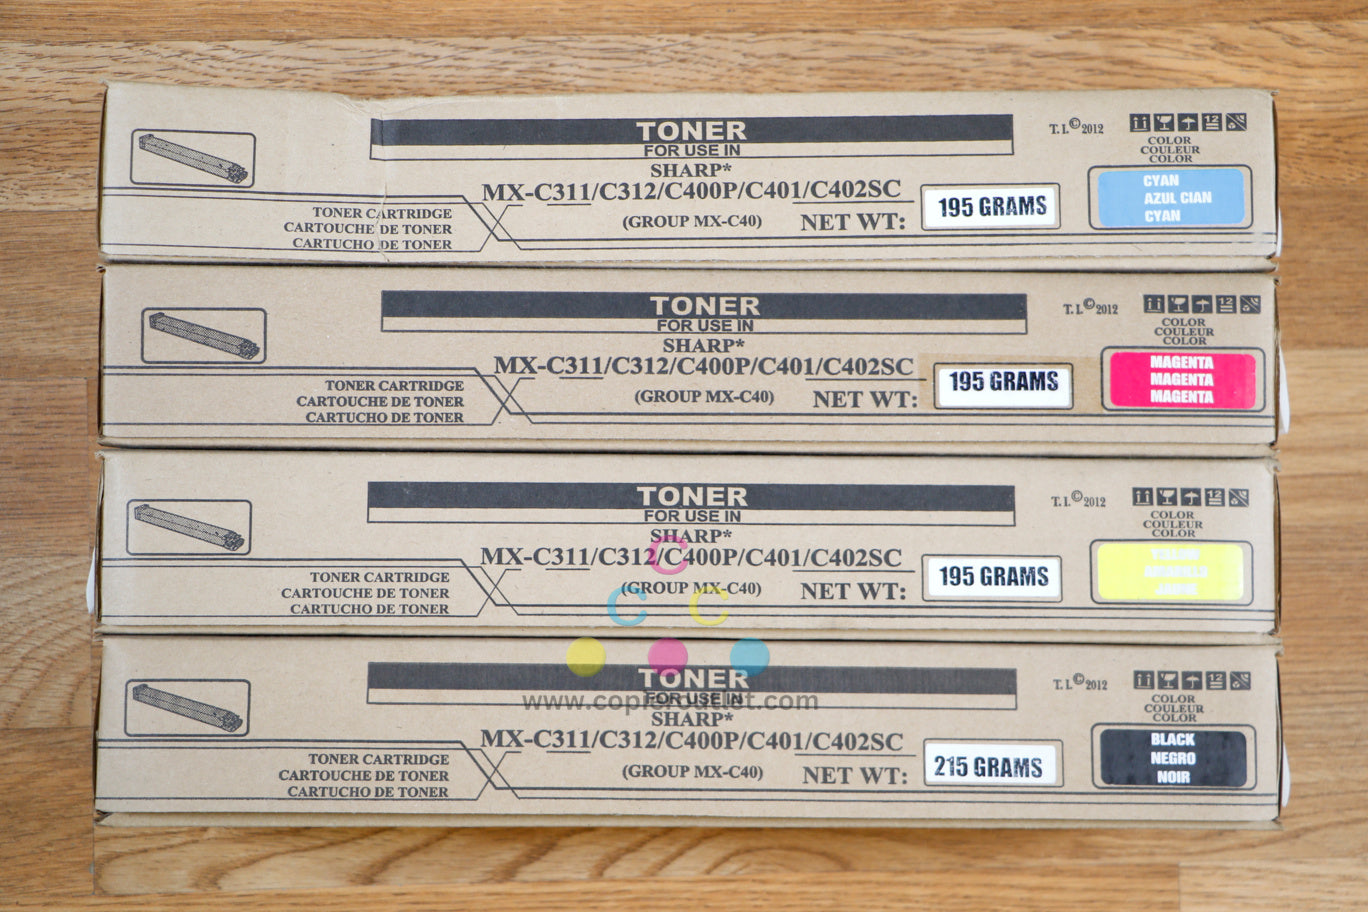 TONER
FOR USE IN
SHARP*
MX-C311/C312/C400P/C401/C402SC
(GROUP MX-C40)
NET WT:
195 GRAMS
T.I.©2012
12
COLOR
COULEUR
COLOR
CYAN
AZUL CIAN
CYAN
TONER CARTRIDGE
CARTOUCHE DE TONER
CARTUCHO DE TONER
TONER
FOR USE IN
SHARP*
MX-C311/C312/C400P/C401/C402SC
(GROUP MX-C40)
NET WT:
195 GRAMS
T.I.©2012
12
COLOR
COULEUR
COLOR
MAGENTA
MAGENTA
MAGENTA
TONER CARTRIDGE
CARTOUCHE DE TONER
CARTUCHO DE TONER
TONER
FOR USE IN
SHARP*
MX-C311/C312/C400P/C401/C402SC
(GROUP MX-C40)
NET WT:
195 GRAMS
T.I.©2012
12
COLOR
COULEUR
COLOR
YELLOW
TONER CARTRIDGE
CARTOUCHE DE TONER
CARTUCHO DE TONER
C
C C
TONER
FOR USE IN
www.copieroutlet.com
SHARP*
MX-C311/C312/C400P/C401/C402SC
(GROUP MX-C40)
NET WT:
215 GRAMS
T.I.©2012
12
COLOR
COULEUR
COLOR
BLACK
NEGRO
NOIR
TONER CARTRIDGE
CARTOUCHE DE TONER
CARTUCHO DE TONER